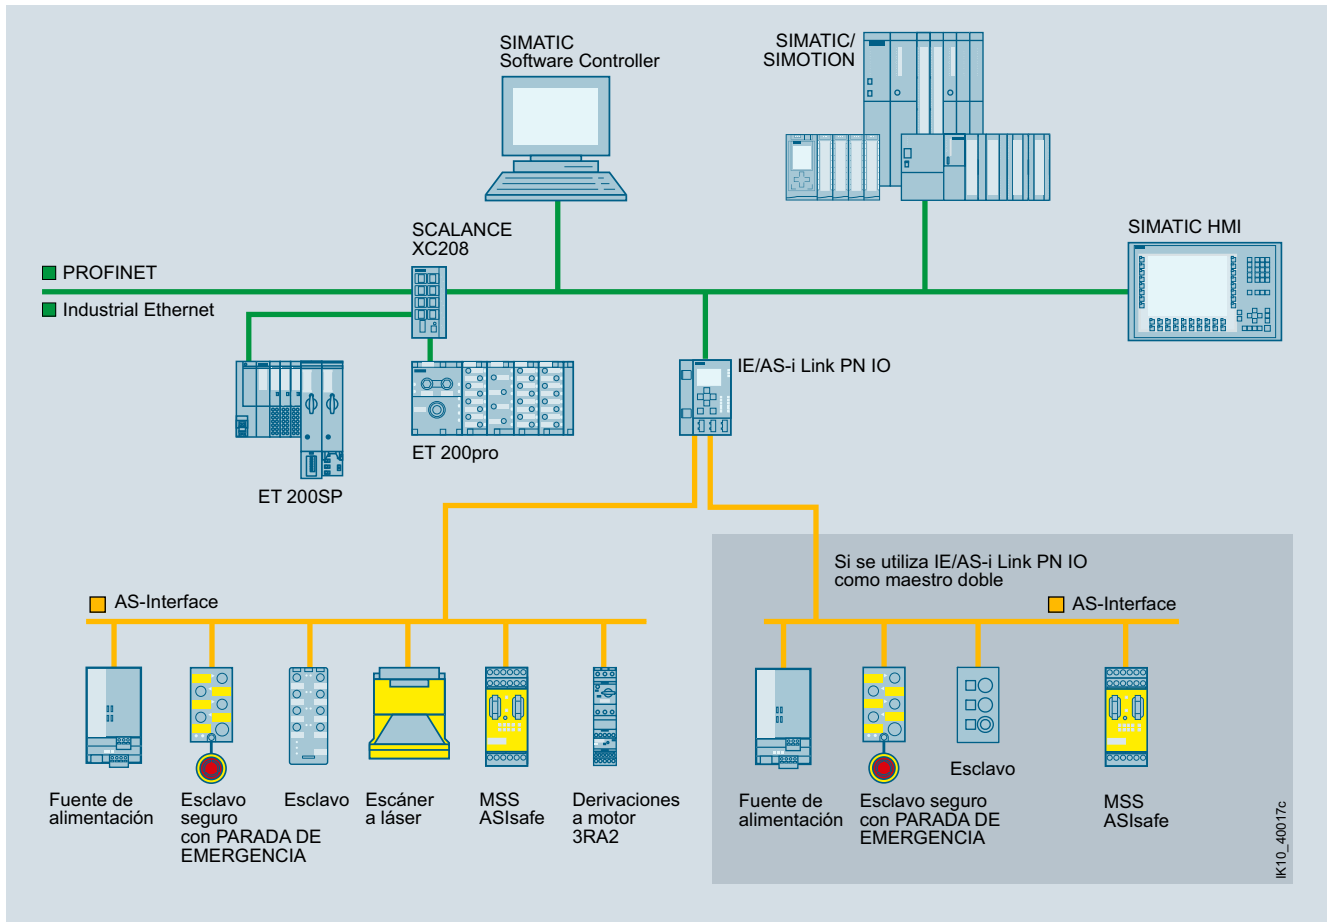 SIMATIC
Software Controller
SIMATIC/
SIMOTION
SCALANCE
XC208
SIMATIC HMI
PROFINET
Industrial Ethernet
IE/AS-i Link PN IO
ET 200pro
ET 200SP
Si se utiliza IE/AS-i Link PN IO
como maestro doble
AS-Interface
AS-Interface
Fuente de
alimentación
Esclavo
seguro
con PARADA DE
EMERGENCIA
Esclavo
Escáner
a láser
MSS
ASIsafe
Derivaciones
a motor
3RA2
Fuente de
alimentación
Esclavo seguro
con PARADA DE
EMERGENCIA
Esclavo
MSS
ASIsafe
IK10_40017c